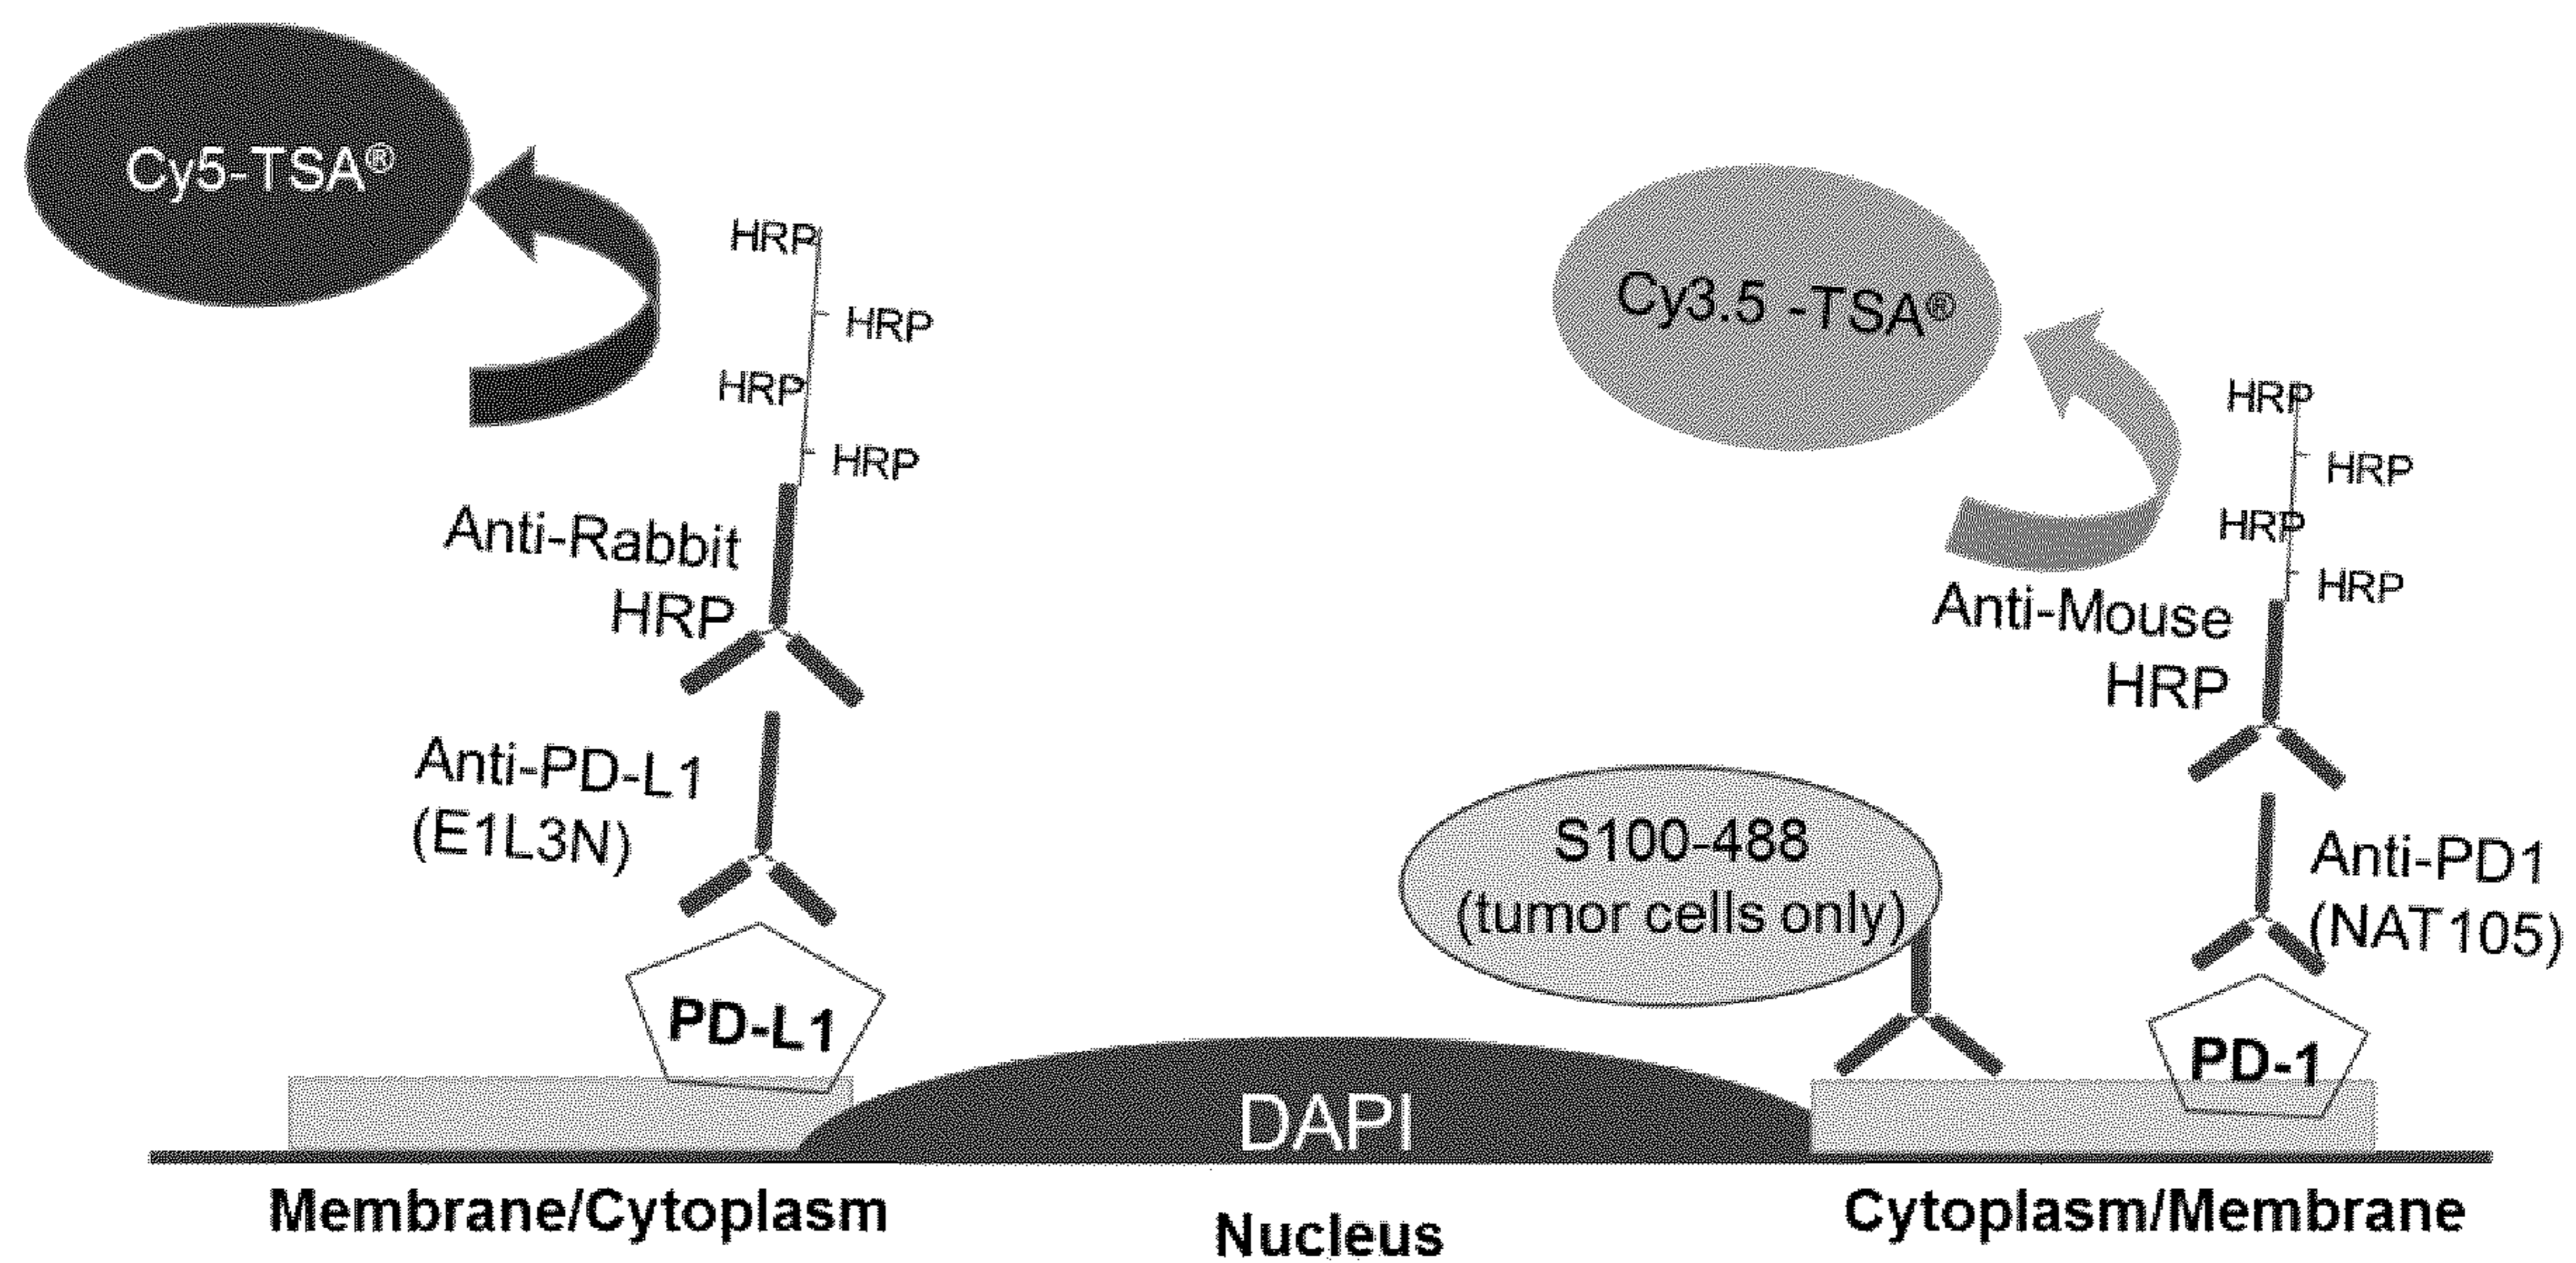 Cy5-TSA®
HRP
HRP
HRP
HRP
Anti-Rabbit
HRP
Anti-PD-L1
(E1L3N)
PD-L1
Cy3.5 -TSA®
HRP
HRP
HRP
HRP
Anti-Mouse
HRP
S100-488
(tumor cells only)
Anti-PD1
(NAT105)
PD-1
DAPI
Membrane/Cytoplasm
Nucleus
Cytoplasm/Membrane